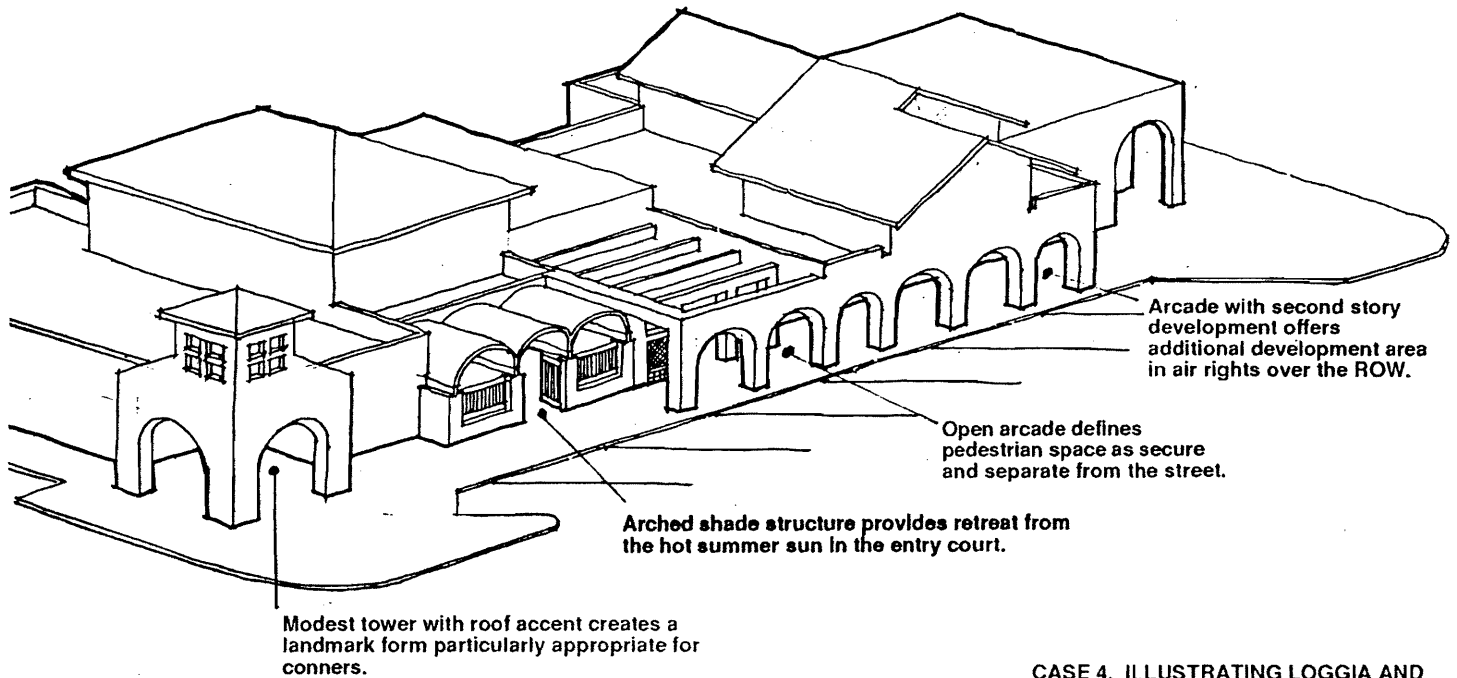 Arcade with second story
development offers
additional development area
in air rights over the ROW.
Open arcade defines
pedestrian space as secure
and separate from the street.
Arched shade structure provides retreat from
the hot summer sun in the entry court.
Modest tower with roof accent creates a
landmark form particularly appropriate for
conners.
CASE 4. ILLUSTRATING LOGGIA AND